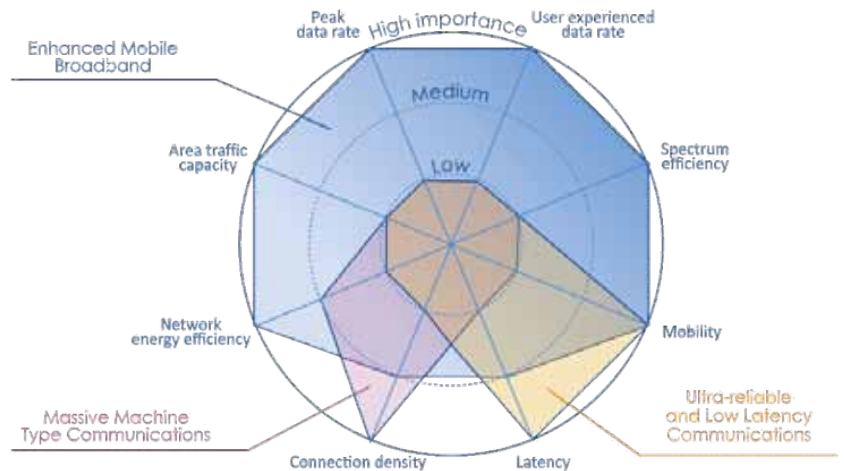 Peak
data rate
High importance
User experienced
data rate
Enhanced Mobile
Broadband
Medium
Area traffic
capacity
Low
Spectrum
efficiency
Network
energy efficiency
Mobility
Massive Machine
Type Communications
Ultra-reliable
and Low Latency
Communications
Connection density
Latency